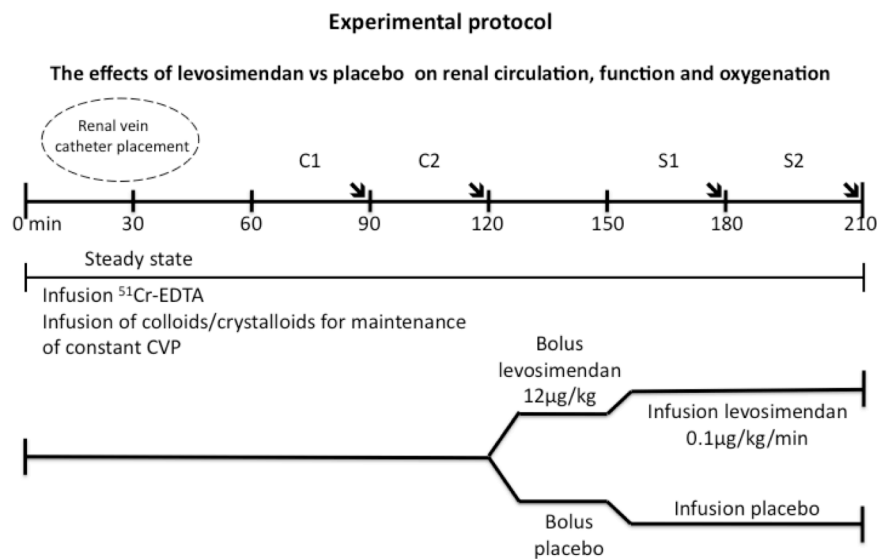 Experimental protocol
The effects of levosimendan vs placebo on renal circulation, function and oxygenation
Renal vein
catheter placement
C1 C2 S1 S2
0 min 30 60 90 120 150 180 210
Steady state
Infusion ⁵¹Cr-EDTA
Infusion of colloids/crystalloids for maintenance
of constant CVP
Bolus
levosimendan
12µg/kg
Infusion levosimendan
0.1µg/kg/min
Bolus
placebo
Infusion placebo